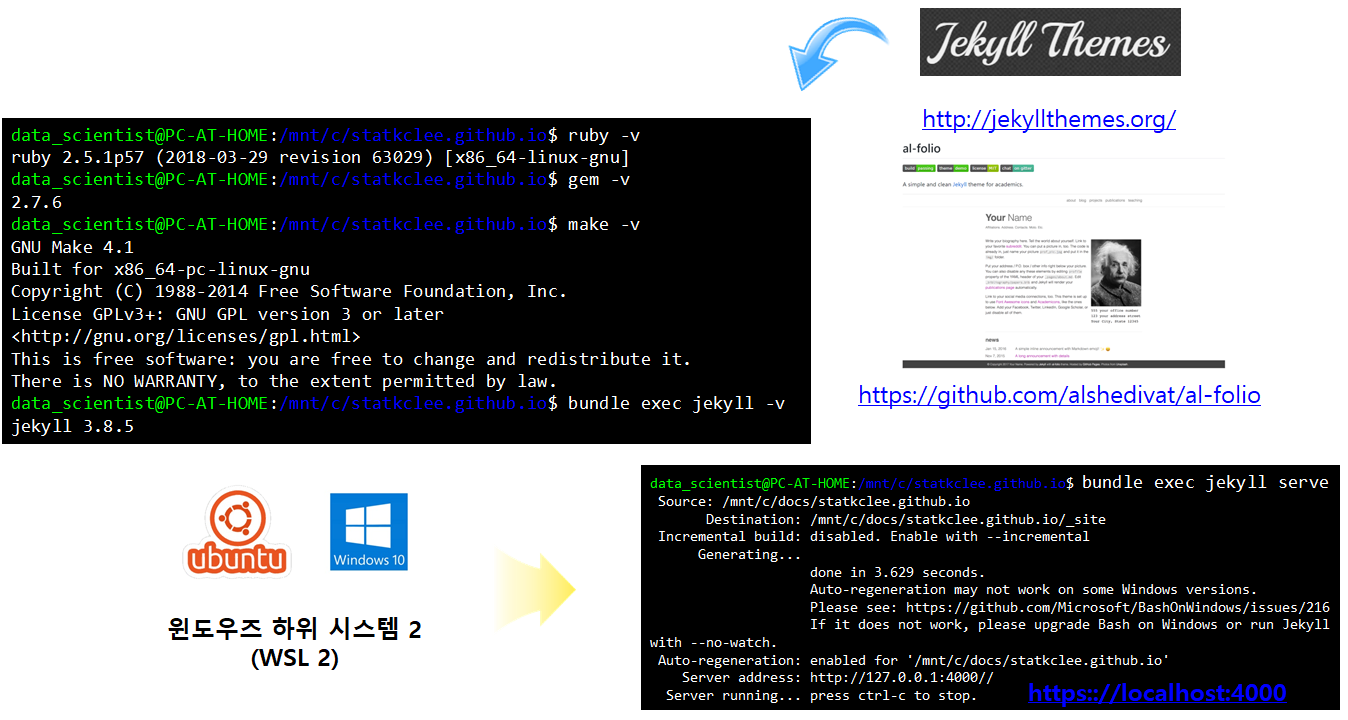 Jekyll Themes
http://jekyllthemes.org/
data_scientist@PC-AT-HOME:/mnt/c/statkclee.github.io$ ruby -v
ruby 2.5.1p57 (2018-03-29 revision 63029) [x86_64-linux-gnu]
data_scientist@PC-AT-HOME:/mnt/c/statkclee.github.io$ gem -v
2.7.6
data_scientist@PC-AT-HOME:/mnt/c/statkclee.github.io$ make -v
GNU Make 4.1
Built for x86_64-pc-linux-gnu
Copyright (C) 1988-2014 Free Software Foundation, Inc.
License GPLv3+: GNU GPL version 3 or later
<http://gnu.org/licenses/gpl.html>
This is free software: you are free to change and redistribute it.
There is NO WARRANTY, to the extent permitted by law.
data_scientist@PC-AT-HOME:/mnt/c/statkclee.github.io$ bundle exec jekyll -v
jekyll 3.8.5
al-folio
A simple and clean Jekyll theme for academics.
about blog projects publications teaching
Your Name
news
https://github.com/alshedivat/al-folio
ubuntu
Windows 10
윈도우즈 하위 시스템 2
(WSL 2)
data_scientist@PC-AT-HOME:/mnt/c/statkclee.github.io$ bundle exec jekyll serve
Source: /mnt/c/docs/statkclee.github.io
Destination: /mnt/c/docs/statkclee.github.io/_site
Incremental build: disabled. Enable with --incremental
Generating...
done in 3.629 seconds.
Auto-regeneration may not work on some Windows versions.
Please see: https://github.com/Microsoft/BashOnWindows/issues/216
If it does not work, please upgrade Bash on Windows or run Jekyll
with --no-watch.
Auto-regeneration: enabled for '/mnt/c/docs/statkclee.github.io'
Server address: http://127.0.0.1:4000//
Server running... press ctrl-c to stop.
https:://localhost:4000